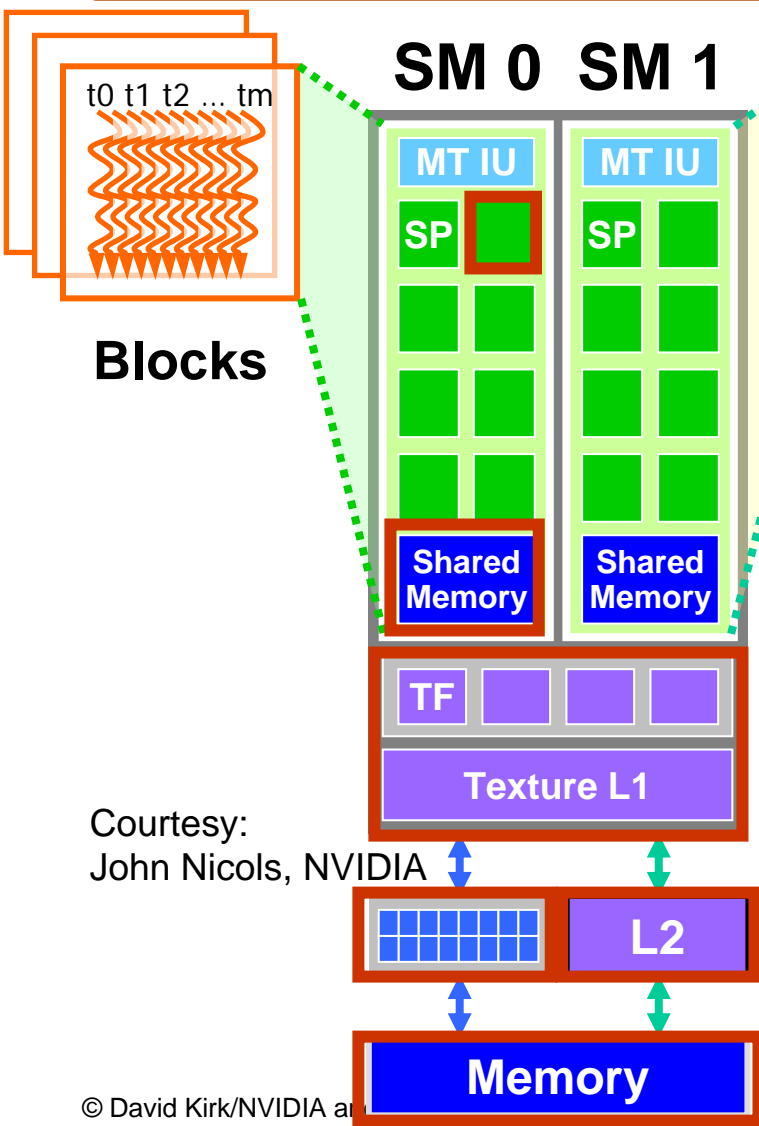 SM 0 SM 1
t0 t1 t2 ... tm
MT IU MT IU
SP SP
Blocks
Shared
Memory
Shared
Memory
TF
Texture L1
Courtesy:
John Nicols, NVIDIA
L2
Memory
© David Kirk/NVIDIA